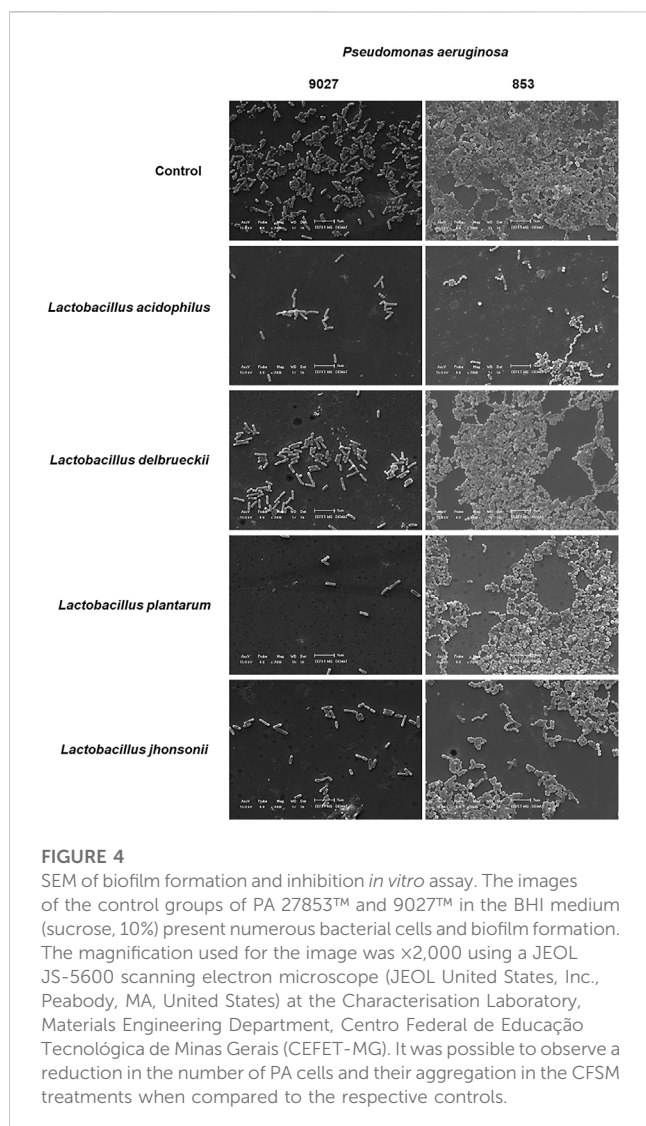 Pseudomonas aeruginosa
9027 853
Control
Lactobacillus acidophilus
Lactobacillus delbrueckii
Lactobacillus plantarum
Lactobacillus jhonsonii
FIGURE 4
SEM of biofilm formation and inhibition in vitro assay. The images
of the control groups of PA 27853™ and 9027™ in the BHI medium
(sucrose, 10%) present numerous bacterial cells and biofilm formation.
The magnification used for the image was ×2,000 using a JEOL
JS-5600 scanning electron microscope (JEOL United States, Inc.,
Peabody, MA, United States) at the Characterisation Laboratory,
Materials Engineering Department, Centro Federal de Educação
Tecnológica de Minas Gerais (CEFET-MG). It was possible to observe a
reduction in the number of PA cells and their aggregation in the CFSM
treatments when compared to the respective controls.